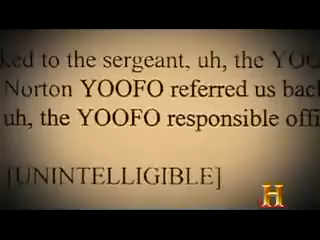 ked to the sergeant, uh, the YOO
Norton YOOFO referred us bac
uh, the YOOFO responsible offi
[UNINTELLIGIBLE]
H